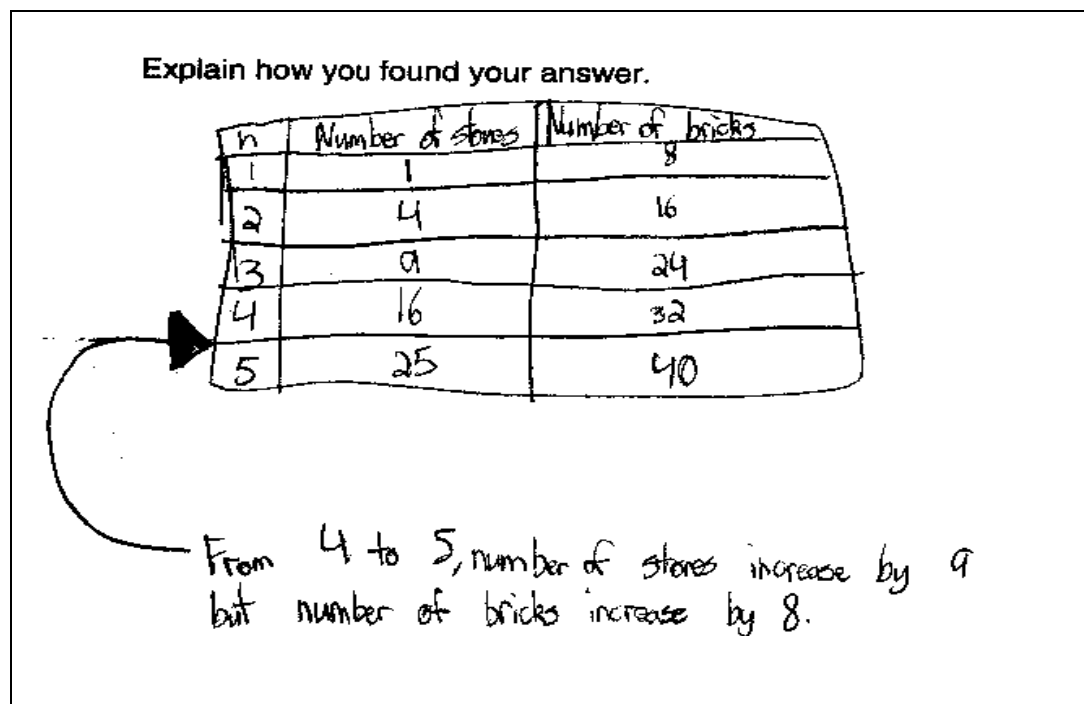 Explain how you found your answer.
n Number of stones Number of bricks
1 1 8
2 4 16
3 9 24
4 16 32
5 25 40
From 4 to 5, number of stones increase by 9
but number of bricks increase by 8.